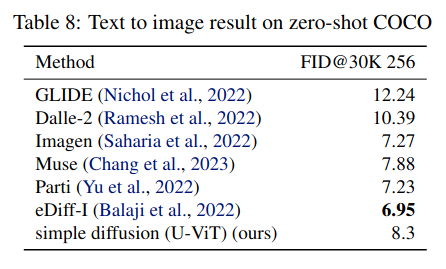 Table 8: Text to image result on zero-shot COCO
Method FID@30K 256
GLIDE (Nichol et al., 2022) 12.24
Dalle-2 (Ramesh et al., 2022) 10.39
Imagen (Saharia et al., 2022) 7.27
Muse (Chang et al., 2023) 7.88
Parti (Yu et al., 2022) 7.23
eDiff-I (Balaji et al., 2022) 6.95
simple diffusion (U-ViT) (ours) 8.3